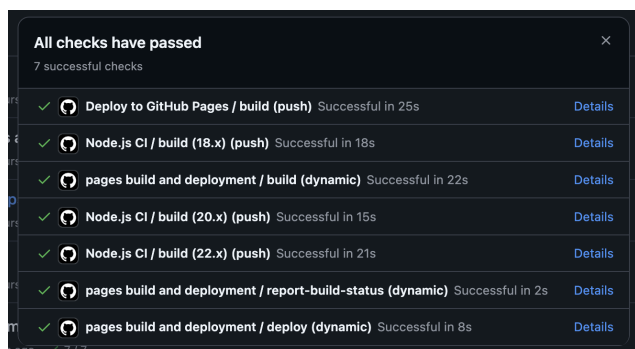 All checks have passed
7 successful checks
Deploy to GitHub Pages / build (push) Successful in 25s Details
Node.js CI / build (18.x) (push) Successful in 18s Details
pages build and deployment / build (dynamic) Successful in 22s Details
Node.js CI / build (20.x) (push) Successful in 15s Details
Node.js CI / build (22.x) (push) Successful in 21s Details
pages build and deployment / report-build-status (dynamic) Successful in 2s Details
pages build and deployment / deploy (dynamic) Successful in 8s Details